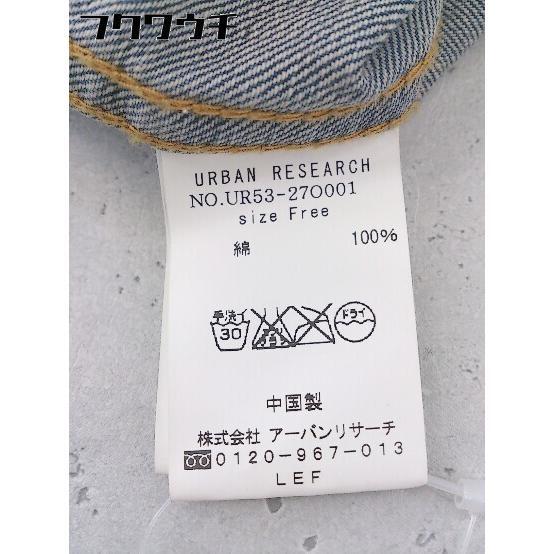 フクウウチ
URBAN RESEARCH
NO.UR53-27O001
size Free
綿 100%
手洗イ ドライ
30
中国製
株式会社 アーバンリサーチ
0120-967-013
LEF